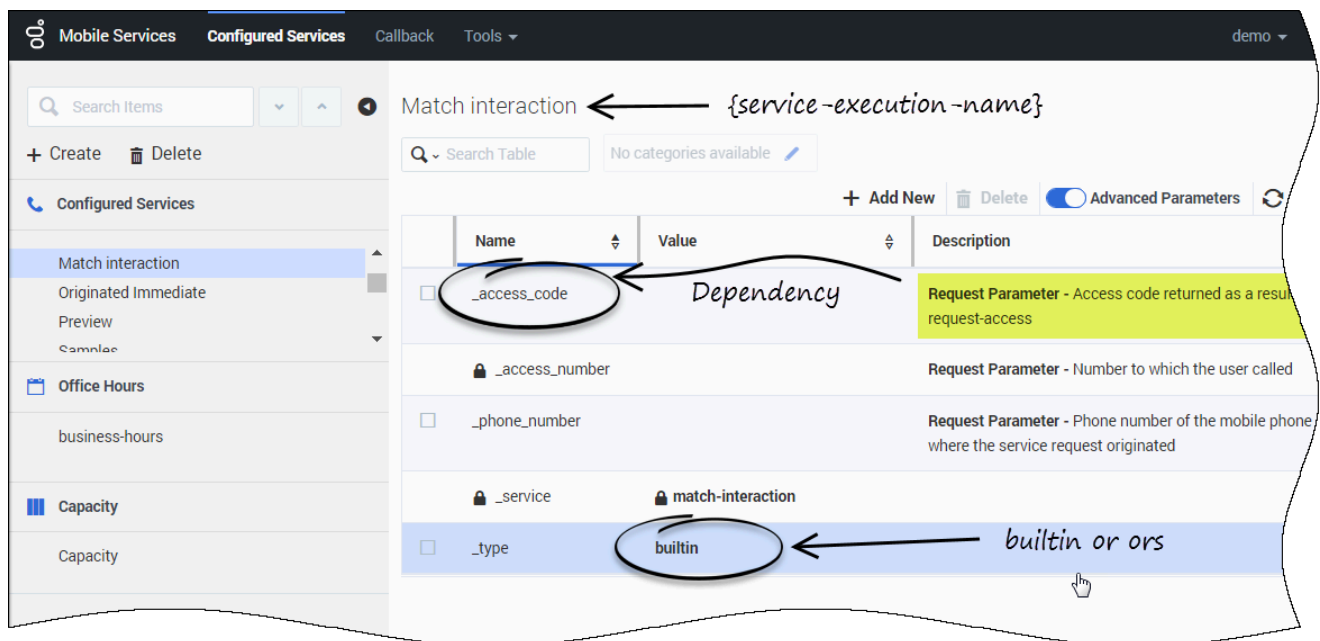 Mobile Services Configured Services Callback Tools demo
Search Items
+ Create Delete
Configured Services
Match interaction
Originated Immediate
Preview
Samples
Office Hours
business-hours
Capacity
Capacity
Match interaction {service-execution-name}
Search Table No categories available
+ Add New Delete Advanced Parameters
Name Value Description
_access_code Dependency Request Parameter - Access code returned as a
request-access
_access_number Request Parameter - Number to which the user called
_phone_number Request Parameter - Phone number of the mobile phone
where the service request originated
_service match-interaction
_type builtin builtin or ors